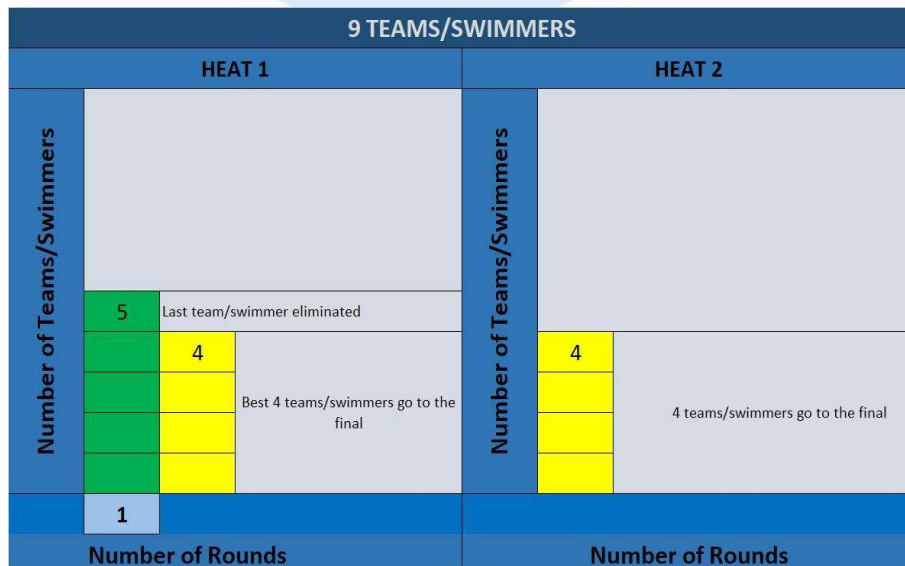 9 TEAMS/SWIMMERS
HEAT 1
HEAT 2
Number of Teams/Swimmers
5
Last team/swimmer eliminated
4
Best 4 teams/swimmers go to the
final
1
Number of Rounds
Number of Teams/Swimmers
4
4 teams/swimmers go to the final
Number of Rounds